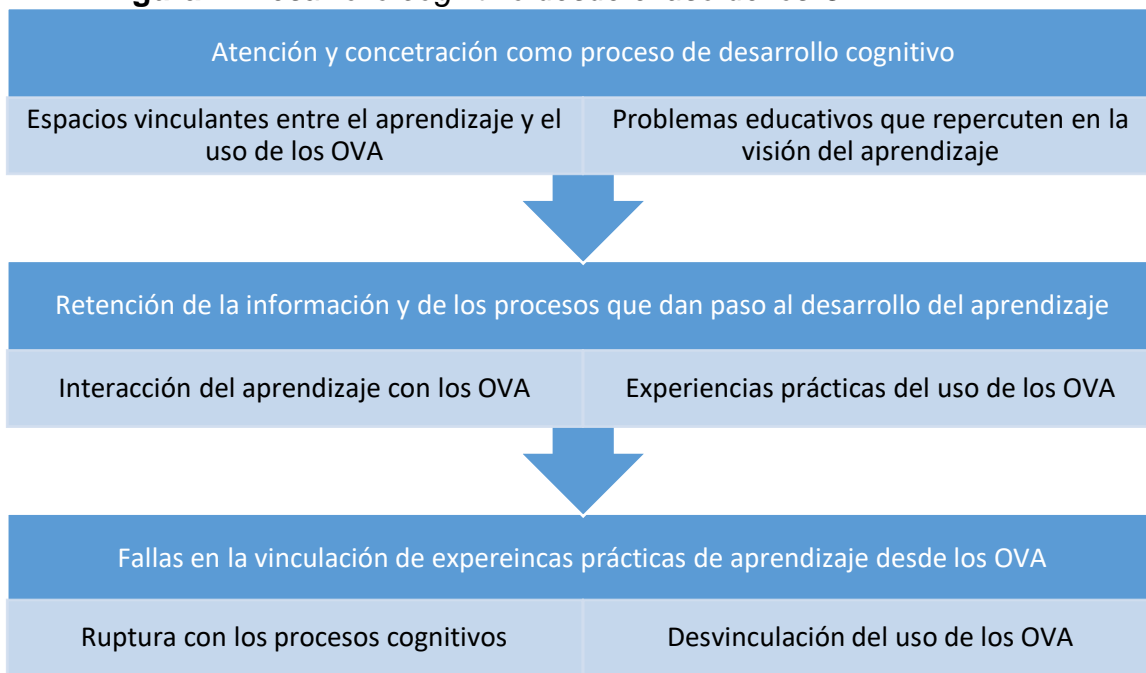 Atención y concetración como proceso de desarrollo cognitivo
Espacios vinculantes entre el aprendizaje y el
uso de los OVA
Problemas educativos que repercuten en la
visión del aprendizaje
Retención de la información y de los procesos que dan paso al desarrollo del aprendizaje
Interacción del aprendizaje con los OVA
Experiencias prácticas del uso de los OVA
Fallas en la vinculación de expereincas prácticas de aprendizaje desde los OVA
Ruptura con los procesos cognitivos
Desvinculación del uso de los OVA